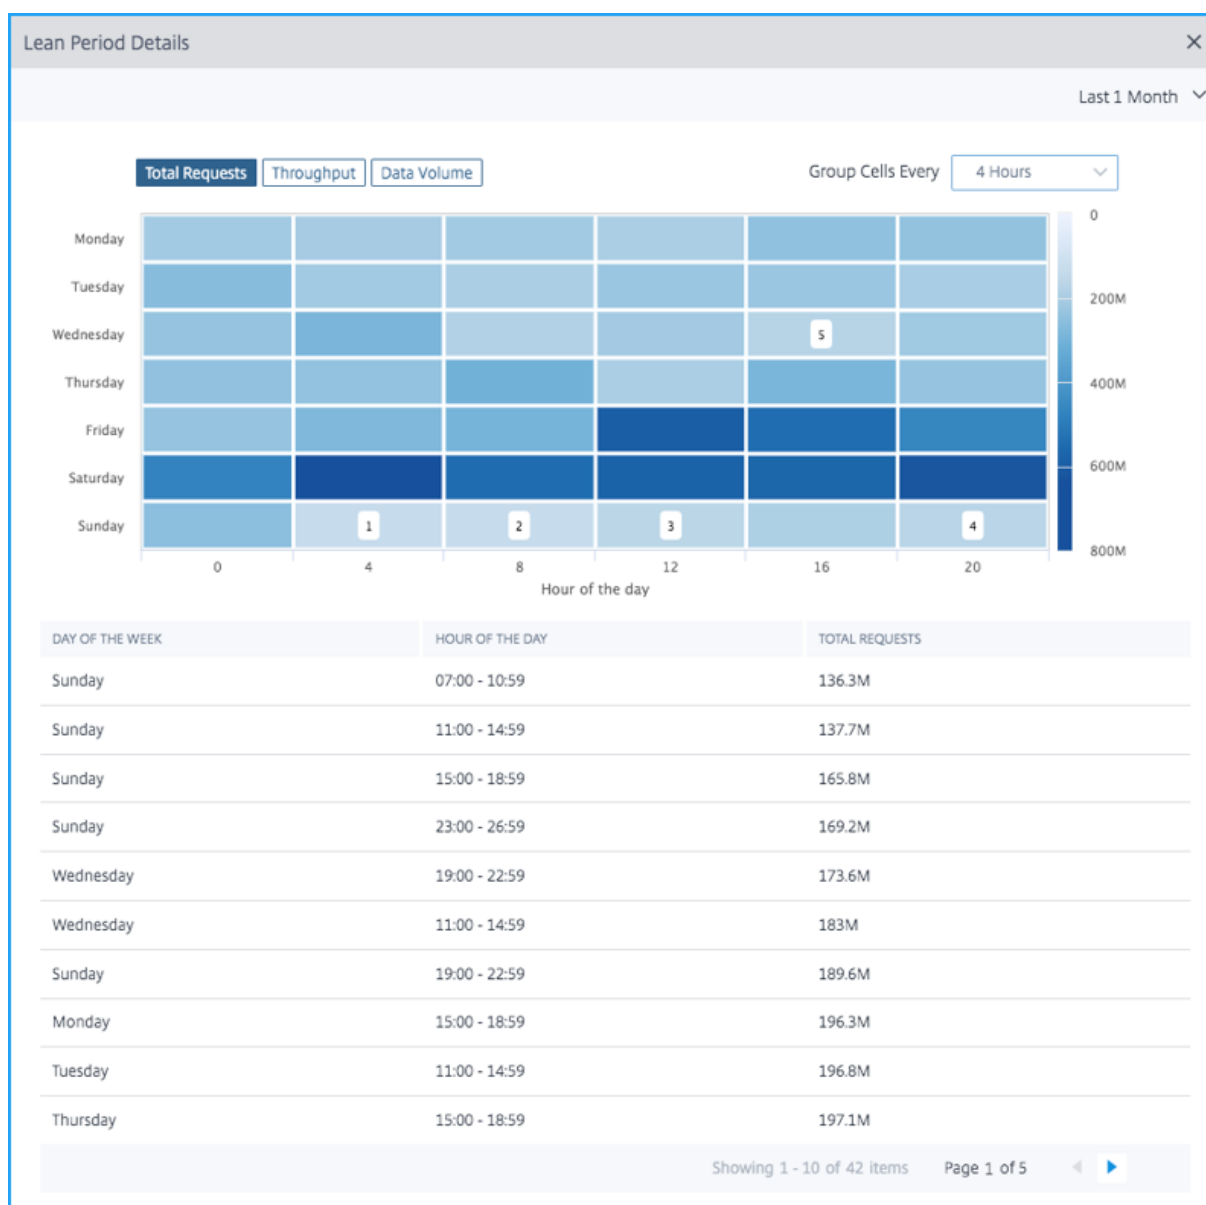 Lean Period Details
Last 1 Month
Total Requests Throughput Data Volume Group Cells Every 4 Hours
0
Monday
Tuesday
200M
Wednesday 5
Thursday 400M
Friday
Saturday 600M
Sunday 1 2 3 4
800M
0 4 8 12 16 20
Hour of the day
DAY OF THE WEEK HOUR OF THE DAY TOTAL REQUESTS
Sunday 07:00 - 10:59 136.3M
Sunday 11:00 - 14:59 137.7M
Sunday 15:00 - 18:59 165.8M
Sunday 23:00 - 26:59 169.2M
Wednesday 19:00 - 22:59 173.6M
Wednesday 11:00 - 14:59 183M
Sunday 19:00 - 22:59 189.6M
Monday 15:00 - 18:59 196.3M
Tuesday 11:00 - 14:59 196.8M
Thursday 15:00 - 18:59 197.1M
Showing 1 - 10 of 42 items Page 1 of 5